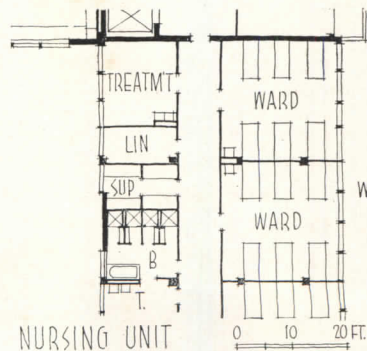 TREATM'T
WARD
LIN
SUP
W
WARD
B
T.
NURSING UNIT
0 10 20 FT.